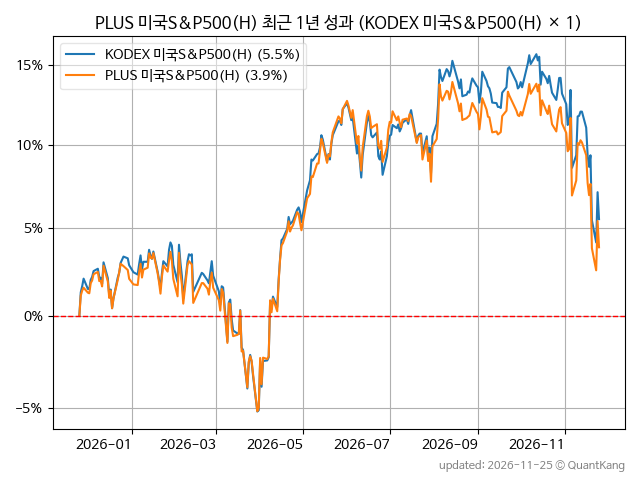 PLUS 미국S&P500(H) 최근 1년 성과 (KODEX 미국S&P500(H) × 1)
KODEX 미국S&P500(H) (5.5%)
PLUS 미국S&P500(H) (3.9%)
15%
10%
5%
0%
−5%
2026-01 2026-03 2026-05 2026-07 2026-09 2026-11
updated: 2026-11-25 © QuantKang